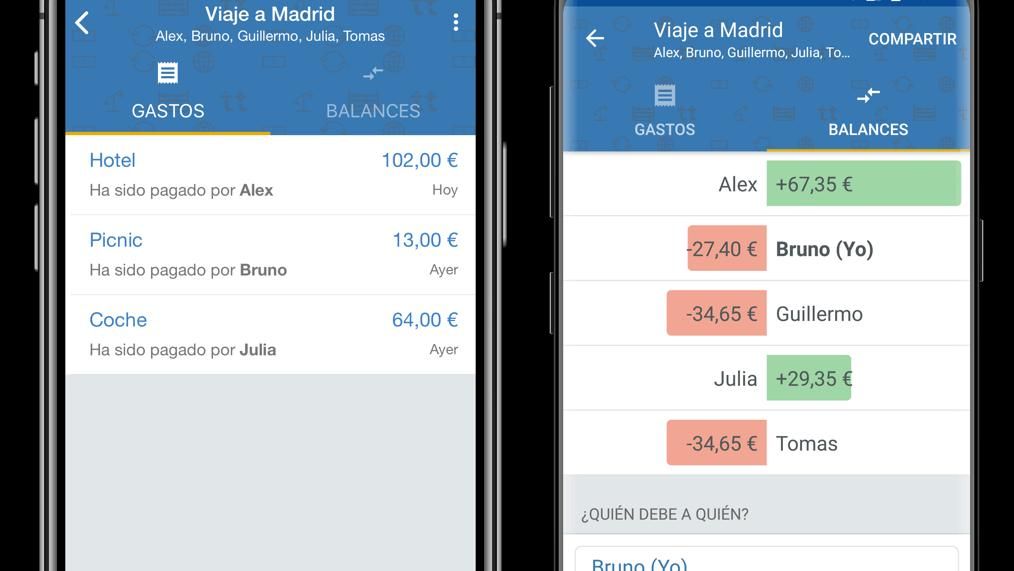 Viaje a Madrid
Alex, Bruno, Guillermo, Julia, Tomas
GASTOS
BALANCES
Hotel
102,00 €
Ha sido pagado por Alex
Hoy
Picnic
13,00 €
Ha sido pagado por Bruno
Ayer
Coche
64,00 €
Ha sido pagado por Julia
Ayer
Viaje a Madrid
Alex, Bruno, Guillermo, Julia, To...
COMPARTIR
GASTOS
BALANCES
Alex
+67,35 €
-27,40 €
Bruno (Yo)
-34,65 €
Guillermo
Julia
+29,35 €
-34,65 €
Tomas
¿QUIÉN DEBE A QUIÉN?
Bruno (Yo)